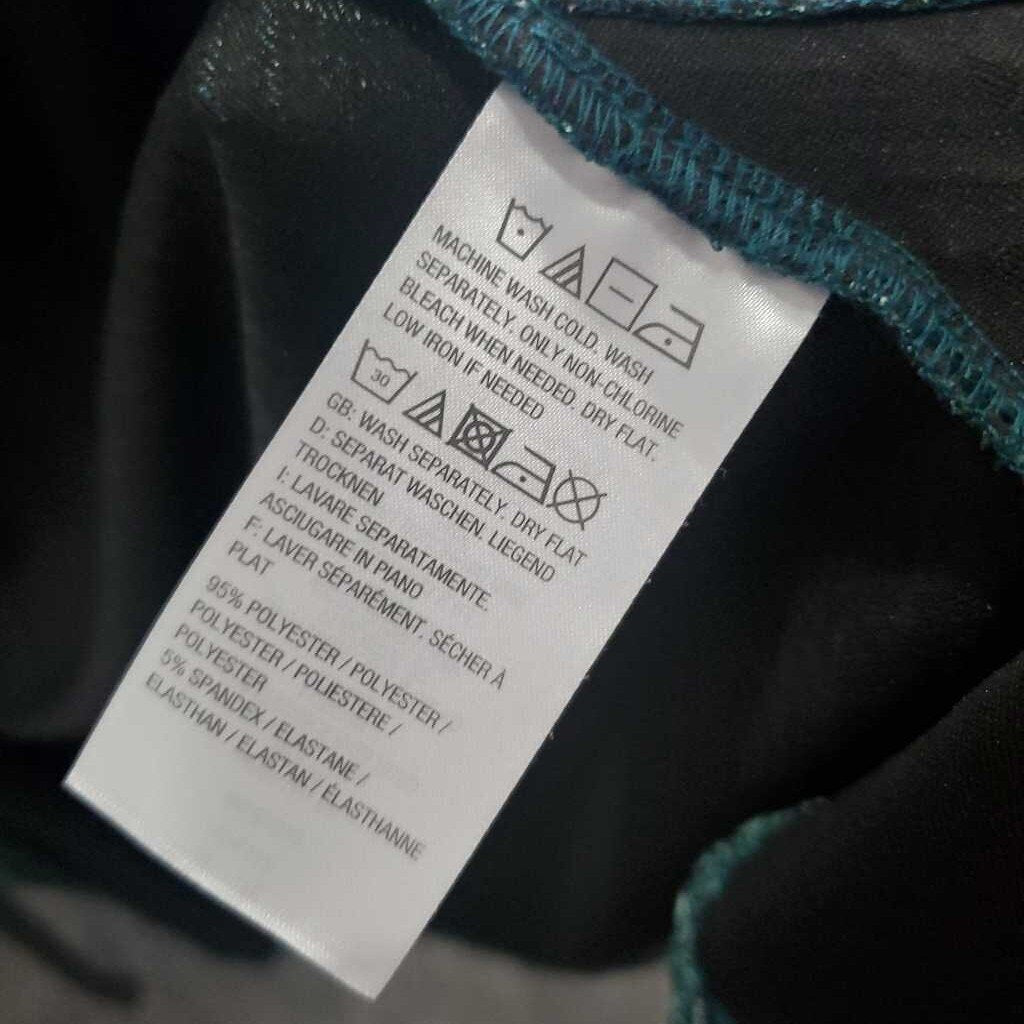 MACHINE WASH COLD. WASH
SEPARATELY. ONLY NON-CHLORINE
BLEACH WHEN NEEDED. DRY FLAT.
LOW IRON IF NEEDED
30
GB: WASH SEPARATELY. DRY FLAT
D: SEPARAT WASCHEN. LIEGEND
TROCKNEN
I: LAVARE SEPARATAMENTE.
ASCIUGARE IN PIANO
F: LAVER SÉPARÉMENT. SÉCHER À
PLAT
95% POLYESTER / POLYESTER /
POLYESTER / POLIESTERE /
POLYESTER
5% SPANDEX / ELASTANE /
ELASTHAN / ELASTAN / ÉLASTHANNE